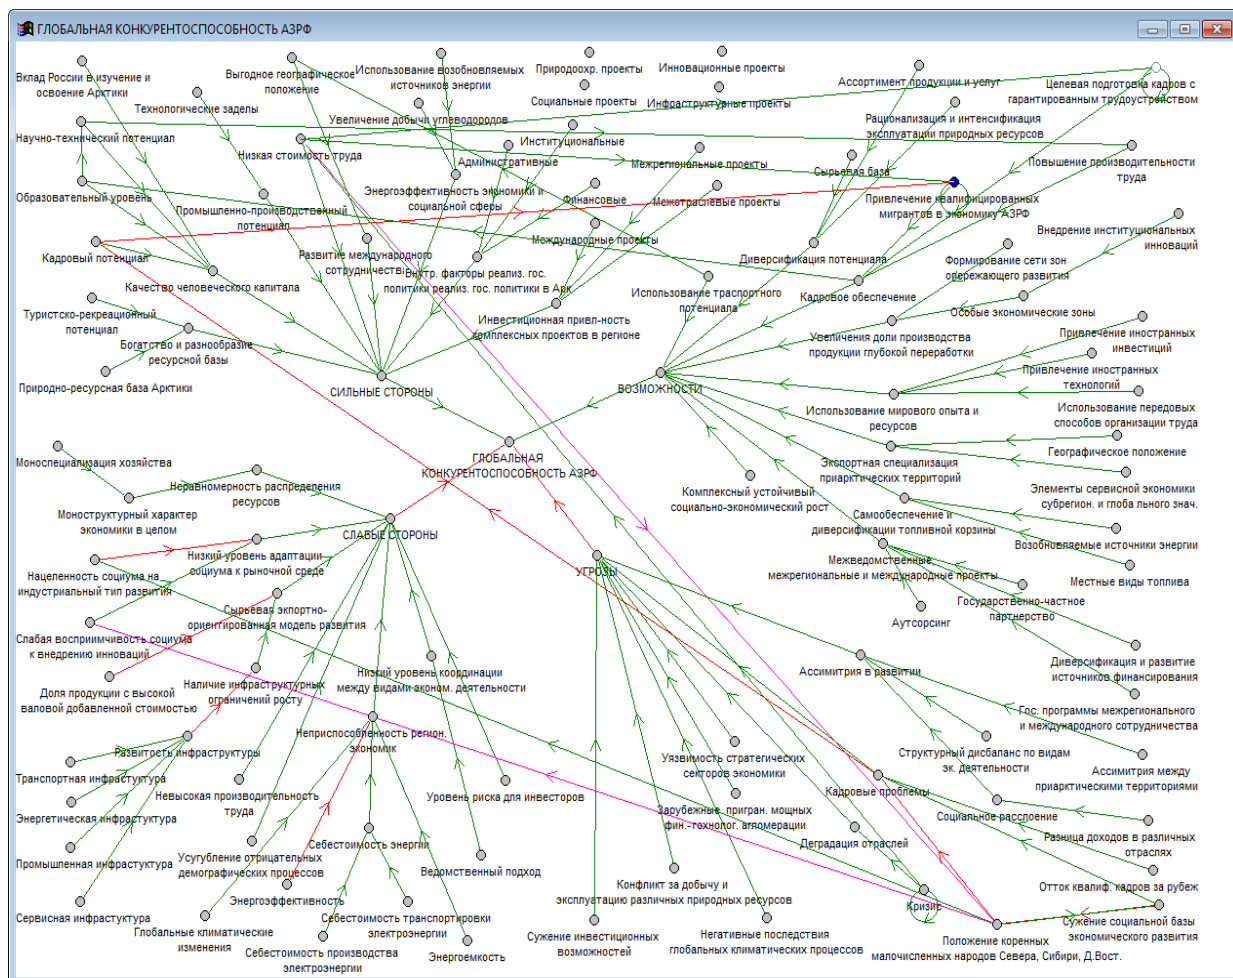 ГЛОБАЛЬНАЯ КОНКУРЕНТОСПОСОБНОСТЬ АЗРФ
Вклад России в изучение и
освоение Арктики
Выгодное географическое
положение
Использование возобновляемых
источников энергии
Природоохр. проекты
Инновационные проекты
Ассортимент продукции и услуг
Целевая подготовка кадров с
гарантированным трудоустройством
Технологические заделы
Увеличение добычи углеводородов
Социальные проекты
Инфраструктурные проекты
Рационализация и интенсификация
эксплуатации природных ресурсов
Научно-технический потенциал
Низкая стоимость труда
Административные
Институциональные
Межрегиональные проекты
Сырьевая база
Повышение производительности
труда
Образовательный уровень
Промышленно-производственный
потенциал
Энергоэффективность экономики и
социальной сферы
Финансовые
Межотраслевые проекты
Привлечение квалифицированных
мигрантов в экономику АЗРФ
Кадровый потенциал
Развитие международного
сотрудничества
Внутр. факторы реализ. гос.
политики реализ. гос. политики в Арк
Международные проекты
Диверсификация потенциала
Внедрение институциональных
инноваций
Формирование сети зон
опережающего развития
Качество человеческого капитала
Использование траспортного
потенциала
Кадровое обеспечение
Особые экономические зоны
Туристско-рекреационный
потенциал
Богатство и разнообразие
ресурсной базы
Инвестиционная привл-ность
комплексных проектов в регионе
Увеличения доли производства
продукции глубокой переработки
Привлечение иностранных
инвестиций
Природно-ресурсная база Арктики
СИЛЬНЫЕ СТОРОНЫ
ВОЗМОЖНОСТИ
Привлечение иностранных
технологий
Использование мирового опыта и
ресурсов
Использование передовых
способов организации труда
Моноспециализация хозяйства
ГЛОБАЛЬНАЯ
КОНКУРЕНТОСПОСОБНОСТЬ АЗРФ
Географическое положение
Экспортная специализация
приарктических территорий
Неравномерность распределения
ресурсов
Комплексный устойчивый
социально-экономический рост
Элементы сервисной экономики
субрегион. и глоба льного знач.
Моноструктурный характер
экономики в целом
СЛАБЫЕ СТОРОНЫ
Самообеспечение и
диверсификации топливной корзины
Возобновляемые источники энергии
Низкий уровень адаптации
социума к рыночной среде
УГРОЗЫ
Межведомственные,
межрегиональные и международные проекты
Местные виды топлива
Нацеленность социума на
индустриальный тип развития
Сырьевая экпортно-
ориентированная модель развития
Государственно-частное
партнерство
Аутсорсинг
Слабая восприимчивость социума
к внедрению инноваций
Низкий уровень координации
между видами эконом. деятельности
Ассимитрия в развитии
Диверсификация и развитие
источников финансирования
Доля продукции с высокой
валовой добавленной стоимостью
Наличие инфраструктурных
ограничений росту
Гос. программы межрегионального
и международного сотрудничества
Неприспособленность регион.
экономик
Развитость инфраструктуры
Уязвимость стратегических
секторов экономики
Структурный дисбаланс по видам
эк. деятельности
Ассимитрия между
приарктическими территориями
Транспортная инфраструктура
Невысокая производительность
труда
Уровень риска для инвесторов
Кадровые проблемы
Энергетическая инфраструктура
Зарубежные, пригран. мощных
фин.-технолог. агломерации
Социальное расслоение
Разница доходов в различных
отраслях
Себестоимость энергии
Деградация отраслей
Промышленная инфраструктура
Усугубление отрицательных
демографических процессов
Ведомственный подход
Конфликт за добычу и
эксплуатацию различных природных ресурсов
Отток квалиф. кадров за рубеж
Энергоэффективность
Кризис
Сервисная инфраструктура
Глобальные климатические
изменения
Себестоимость транспортировки
электроэнергии
Сужение социальной базы
экономического развития
Энергоемкость
Сужение инвестиционных
возможностей
Негативные последствия
глобальных климатических процессов
Положение коренных
малочисленных народов Севера, Сибири, Д.Вост.
Себестоимость производства
электроэнергии